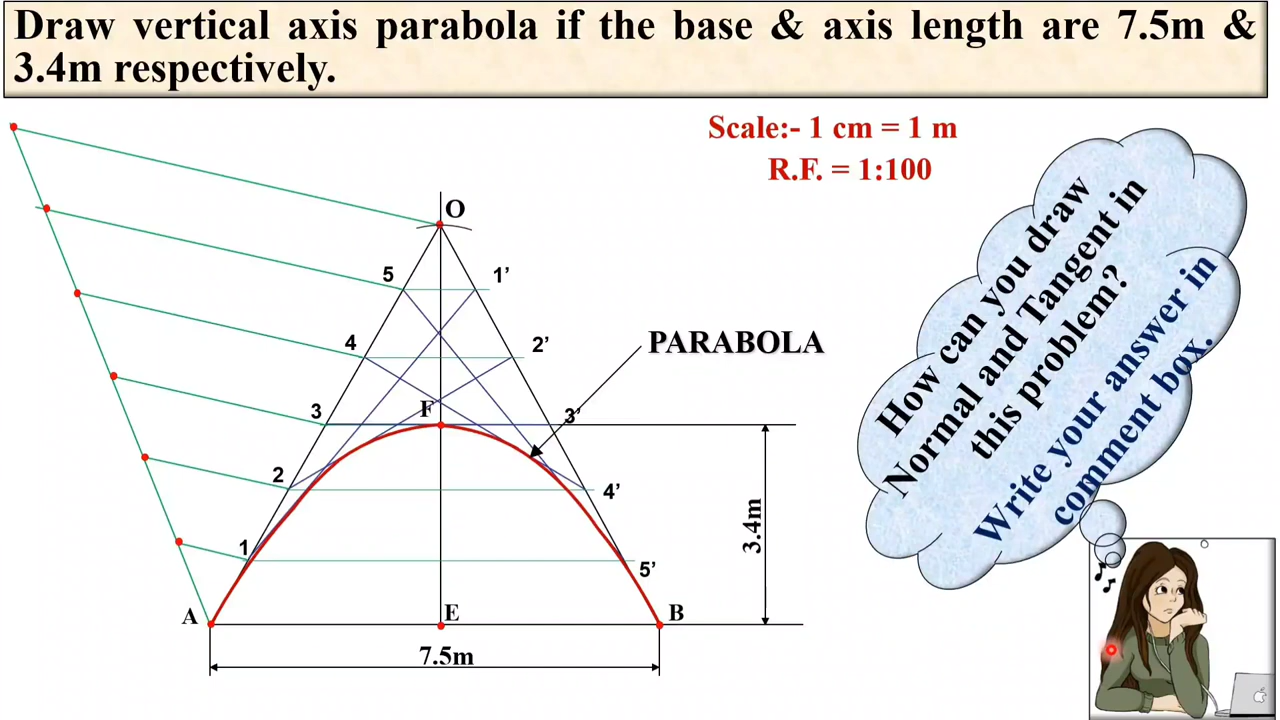 Draw vertical axis parabola if the base & axis length are 7.5m &
3.4m respectively.
Scale:- 1 cm = 1 m
R.F. = 1:100
O
5
1’
4
2’
PARABOLA
3
F
3’
2
4’
1
5’
3.4m
A
E
B
7.5m
How can you draw
Normal and Tangent in
this problem?
Write your answer in
comment box.